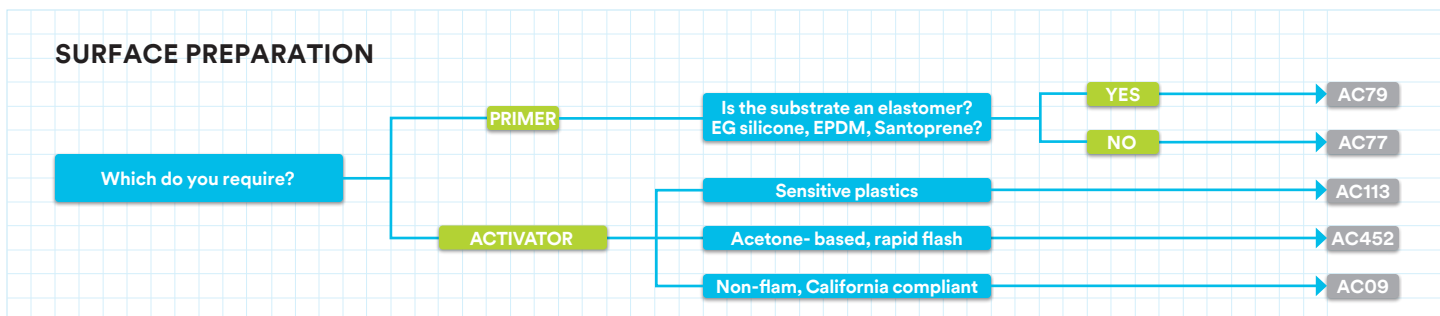 SURFACE PREPARATION
Which do you require?
PRIMER
Is the substrate an elastomer?
EG silicone, EPDM, Santoprene?
YES
AC79
NO
AC77
ACTIVATOR
Sensitive plastics
AC113
Acetone- based, rapid flash
AC452
Non-flam, California compliant
AC09